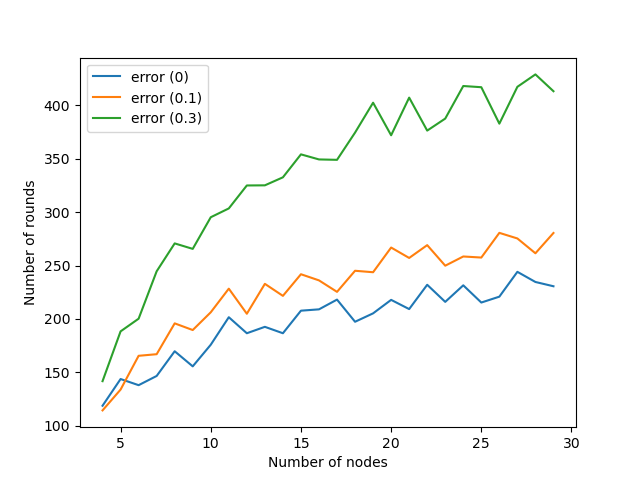 error (0)
error (0.1)
error (0.3)
400
350
300
250
200
150
100
Number of rounds
5
10
15
20
25
30
Number of nodes